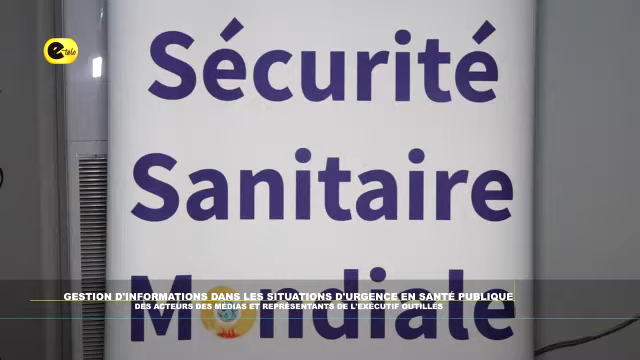 e-télé
Sécurité
Sanitaire
Mondiale
GESTION D'INFORMATIONS DANS LES SITUATIONS D'URGENCE EN SANTÉ PUBLIQUE
DES ACTEURS DES MÉDIAS ET REPRÉSENTANTS DE L'EXÉCUTIF OUTILLÉS